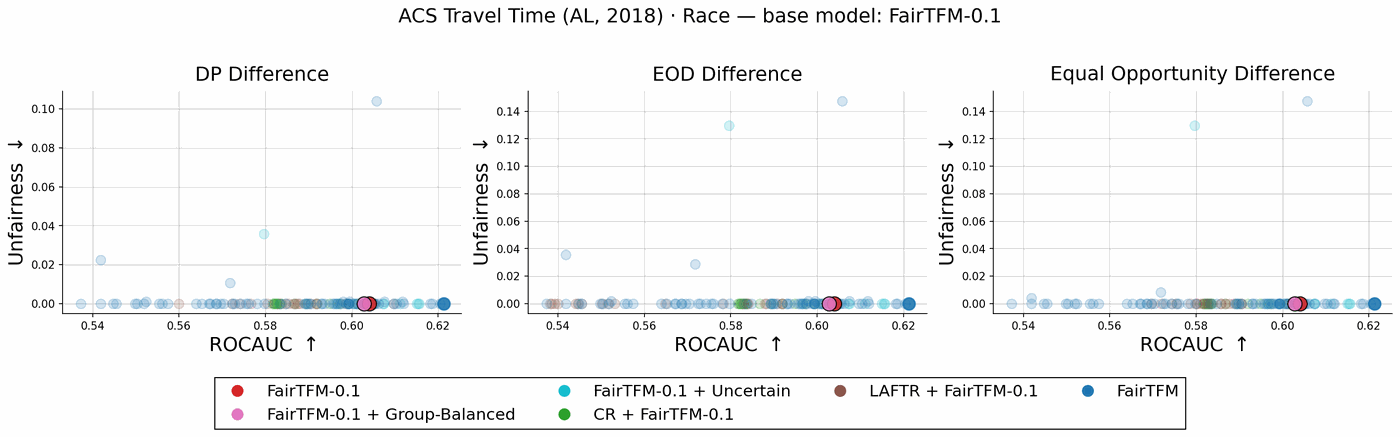 ACS Travel Time (AL, 2018) · Race — base model: FairTFM-0.1
DP Difference
EOD Difference
Equal Opportunity Difference
Unfairness ↓
0.10
0.08
0.06
0.04
0.02
0.00
0.54
0.56
0.58
0.60
0.62
ROCAUC ↑
Unfairness ↓
0.14
0.12
0.10
0.08
0.06
0.04
0.02
0.00
0.54
0.56
0.58
0.60
0.62
ROCAUC ↑
Unfairness ↓
0.14
0.12
0.10
0.08
0.06
0.04
0.02
0.00
0.54
0.56
0.58
0.60
0.62
ROCAUC ↑
FairTFM-0.1
FairTFM-0.1 + Group-Balanced
FairTFM-0.1 + Uncertain
CR + FairTFM-0.1
LAFTR + FairTFM-0.1
FairTFM